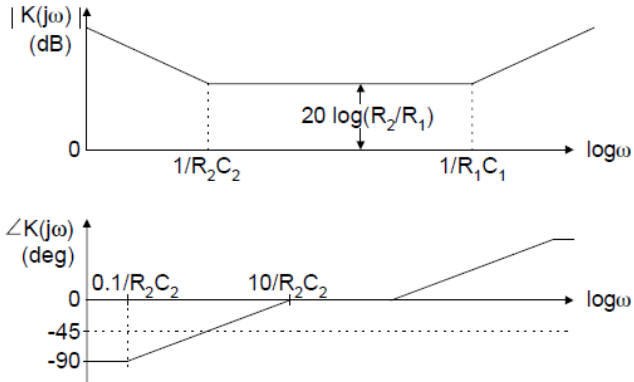 |K(jω)|
(dB)
20 log(R₂/R₁)
0
1/R₂C₂
1/R₁C₁
logω
∠K(jω)
(deg)
0.1/R₂C₂
10/R₂C₂
0
logω
-45
-90